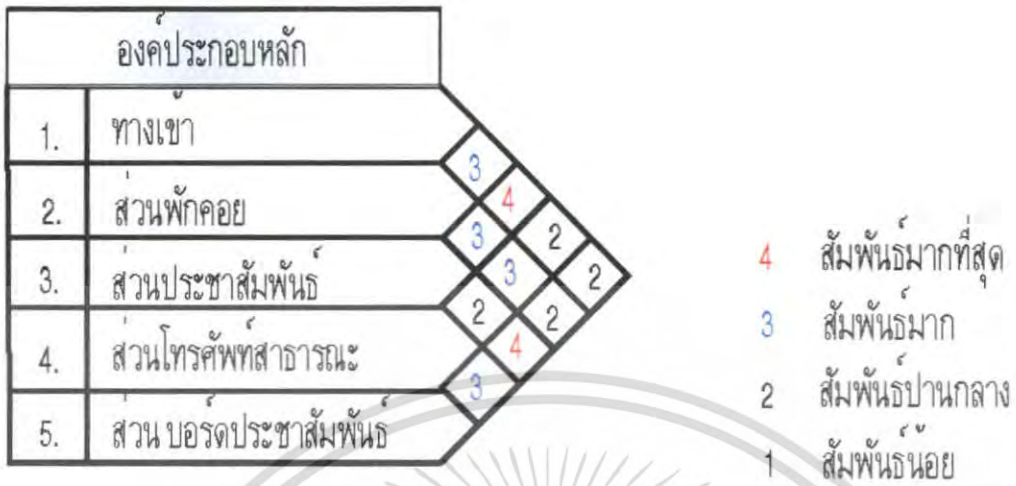 องค์ประกอบหลัก
1. ทางเข้า
2. ส่วนพักคอย
3. ส่วนประชาสัมพันธ์
4. ส่วนโทรศัพท์สาธารณะ
5. ส่วน บอร์ดประชาสัมพันธ์
3
4
3 2
3 2
2 2
4
3
4 สัมพันธ์มากที่สุด
3 สัมพันธ์มาก
2 สัมพันธ์ปานกลาง
1 สัมพันธ์น้อย